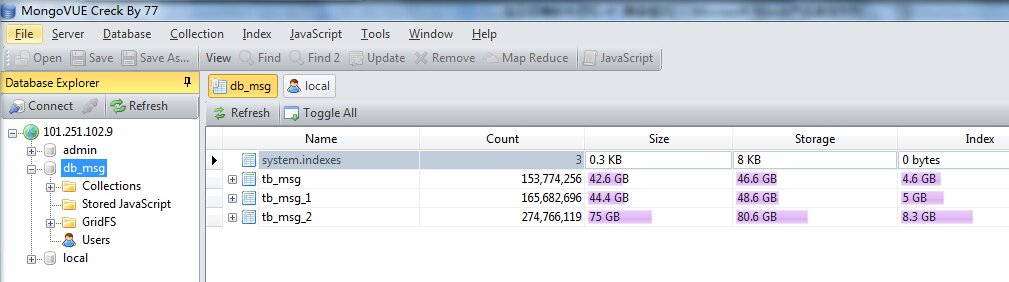 MongoVUE Creck By 77
File Server Database Collection Index JavaScript Tools Window Help
Open Save Save As... View Find Find 2 Update Remove Map Reduce JavaScript
Database Explorer
Connect Refresh
101.251.102.9
admin
db_msg
Collections
Stored JavaScript
GridFS
Users
local
db_msg local
Refresh Toggle All
Name Count Size Storage Index
system.indexes 3 0.3 KB 8 KB 0 bytes
tb_msg 153,774,256 42.6 GB 46.6 GB 4.6 GB
tb_msg_1 165,682,696 44.4 GB 48.6 GB 5 GB
tb_msg_2 274,766,119 75 GB 80.6 GB 8.3 GB